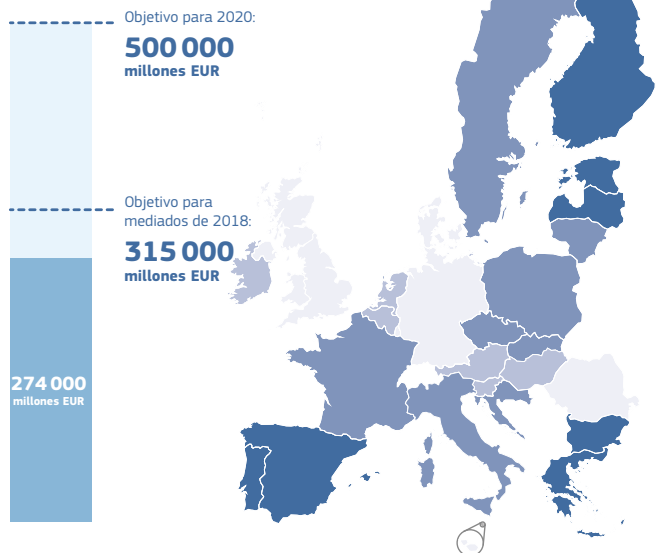 Objetivo para 2020:
500 000
millones EUR
Objetivo para
mediados de 2018:
315 000
millones EUR
274 000
millones EUR